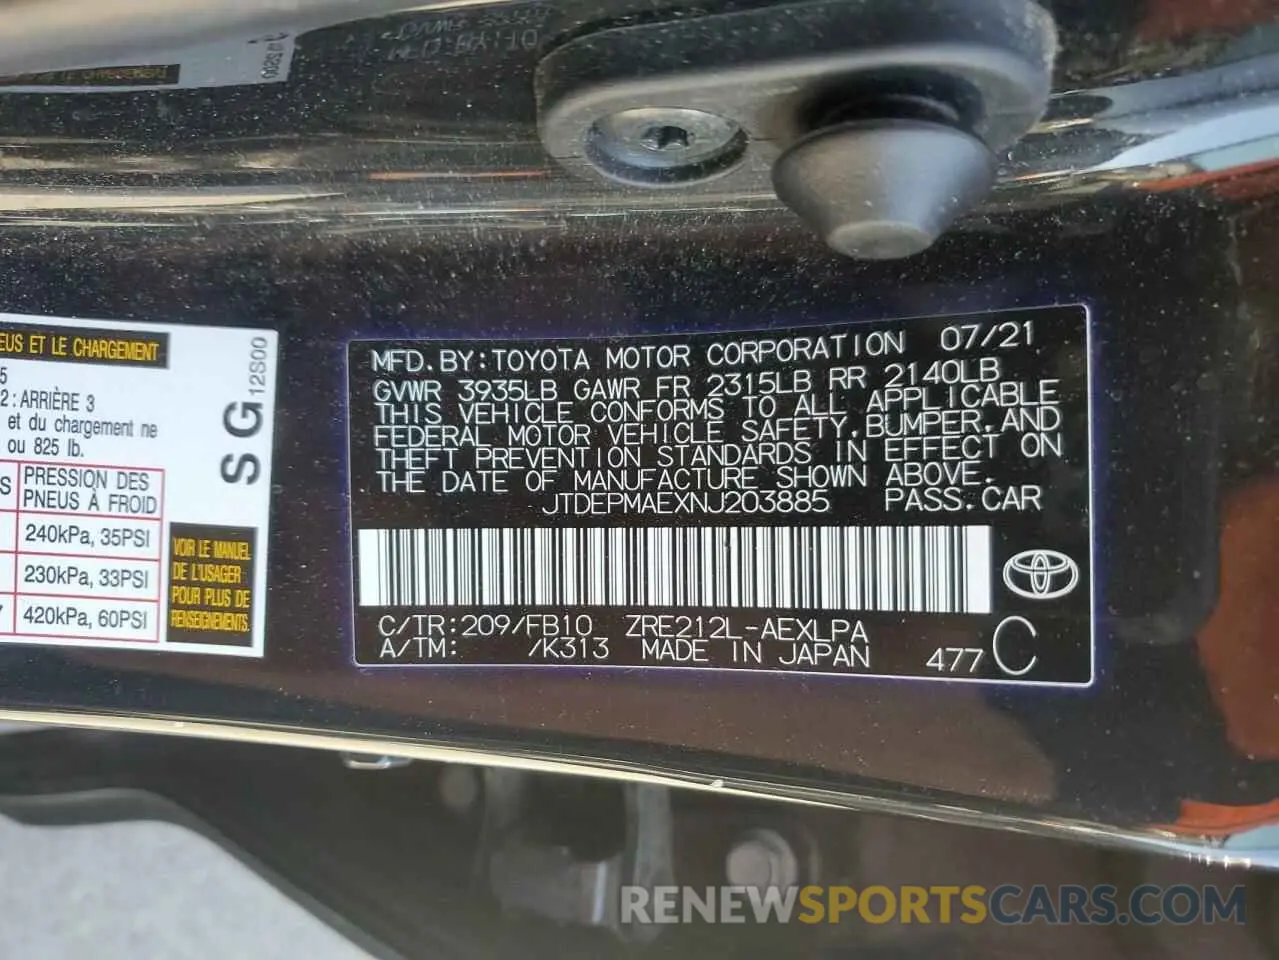 EUS ET LE CHARGEMENT
5
2 : ARRIÈRE 3
et du chargement ne
ou 825 lb.
S PRESSION DES
PNEUS À FROID
240kPa, 35PSI
230kPa, 33PSI
7 420kPa, 60PSI
SG
12S00
VOIR LE MANUEL
DE L'USAGER
POUR PLUS DE
RENSEIGNEMENTS.
MFD.BY:TOYOTA MOTOR CORPORATION 07/21
GVWR 3935LB GAWR FR 2315LB RR 2140LB
THIS VEHICLE CONFORMS TO ALL APPLICABLE
FEDERAL MOTOR VEHICLE SAFETY,BUMPER,AND
THEFT PREVENTION STANDARDS IN EFFECT ON
THE DATE OF MANUFACTURE SHOWN ABOVE.
JTDEPMAEXNJ203885 PASS.CAR
C/TR:209/FB10 ZRE212L-AEXLPA
A/TM: /K313 MADE IN JAPAN 477 C
RENEWSPORTSCARS.COM